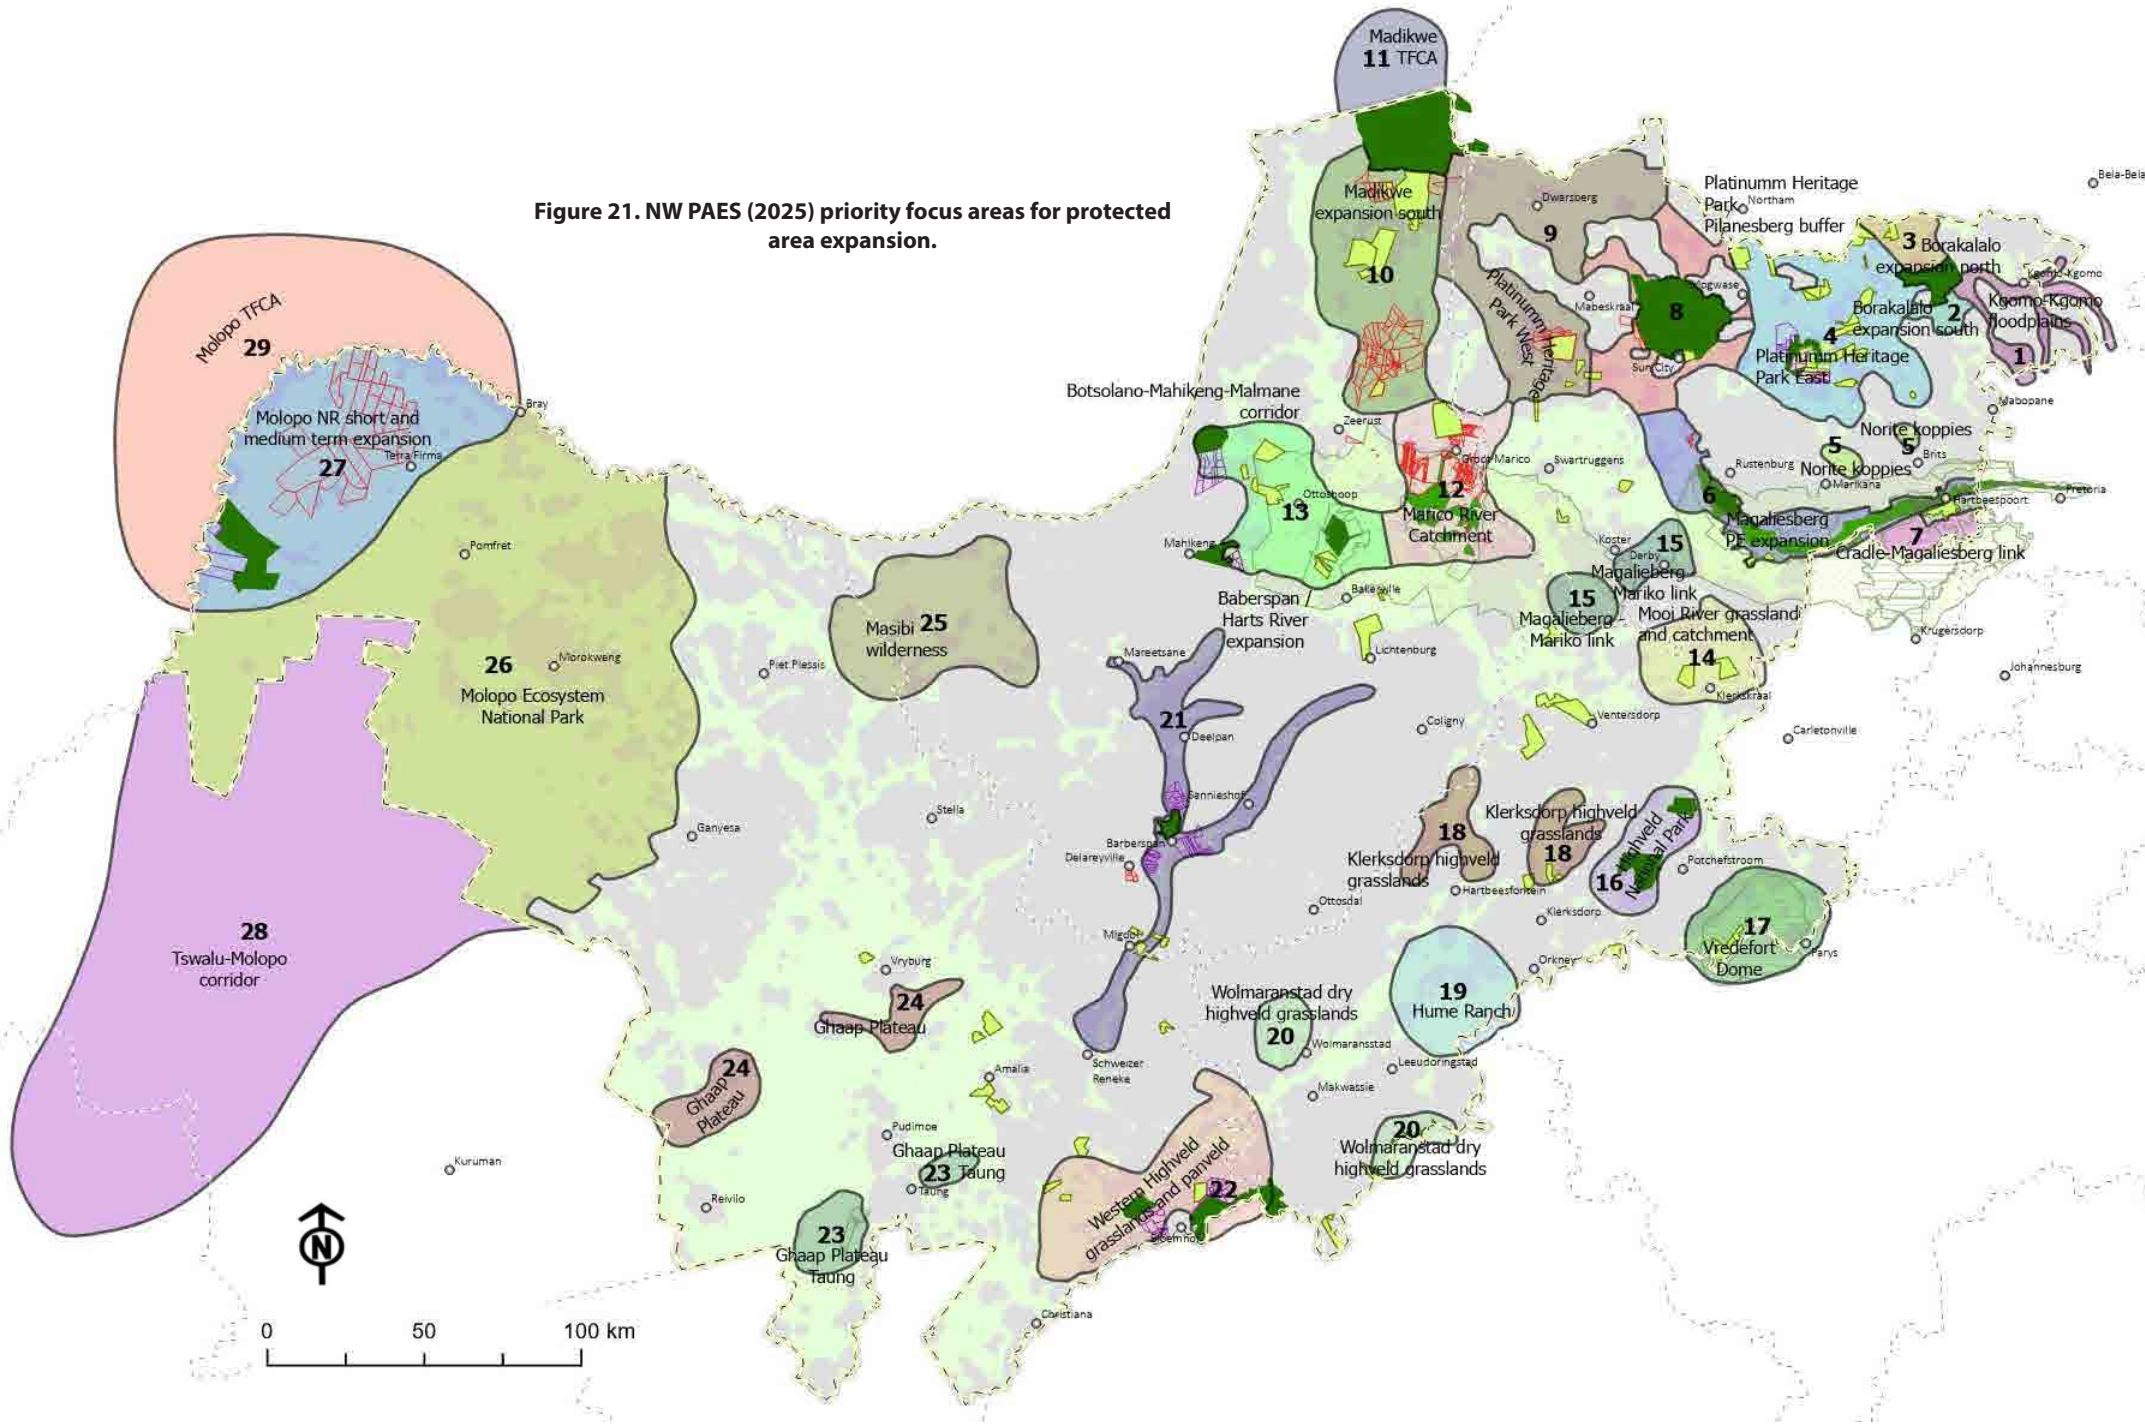 Madikwe
11 TFCA
Figure 21. NW PAES (2025) priority focus areas for protected
area expansion.
Madikwe
expansion south
10
Dwarsberg
9
Platinumm Heritage
Park
Northam
Pilanesberg buffer
Bela-Bela
3 Borakalalo
expansion north
Kgomo-Kgomo
Kgomo-Kgomo
floodplains
Borakalalo 2
expansion south
4
Platinumm Heritage
Park East
1
Mogwase
Mabeskraal
8
Sun City
Platinumm Heritage
Park West
Mabopane
Molopo TFCA
29
Bray
Molopo NR short and
medium term expansion
Terra Firma
27
Botsolano-Mahikeng-Malmane
corridor
Zeerust
Groot-Marico
Swartruggens
Norite koppies
5
5
Norite koppies
Brits
Rustenburg
Marikana
Hartbeespoort
Pretoria
6
Magaliesberg
PE expansion
7
Cradle-Magaliesberg link
12
Marico River
Catchment
Ottoshoop
13
Mahikeng
Pomfret
Koster
Derby
15
Magalieberg
Mariko link
15
Magalieberg -
Mariko link
Mooi River grassland
and catchment
14
Klerkskraal
Krugersdorp
Johannesburg
Bakerville
Baberspan /
Harts River
expansion
Lichtenburg
Masibi 25
wilderness
Mareetsane
26
Morokweng
Molopo Ecosystem
National Park
Piet Plessis
21
Deelpan
Coligny
Ventersdorp
Carletonville
Sannieshof
Stella
Ganyesa
Barberspan
Delareyville
18
Klerksdorp highveld
grasslands
Klerksdorp highveld
grasslands
18
Hartbeesfontein
Highveld
National Park
16
Potchefstroom
Ottosdal
Klerksdorp
17
Vredefort
Dome
Parys
28
Tswalu-Molopo
corridor
Migdol
Vryburg
Orkney
24
Ghaap Plateau
Wolmaranstad dry
highveld grasslands
20
19
Hume Ranch
Wolmaransstad
Leeudoringstad
Schweizer
Reneke
24
Ghaap
Plateau
Amalia
Makwassie
Pudimoe
Ghaap Plateau
23 Taung
Taung
20
Wolmaranstad dry
highveld grasslands
Kuruman
Reivilo
Western Highveld
grasslands and panveld
22
Bloemhof
23
Ghaap Plateau
Taung
Christiana
N
0 50 100 km